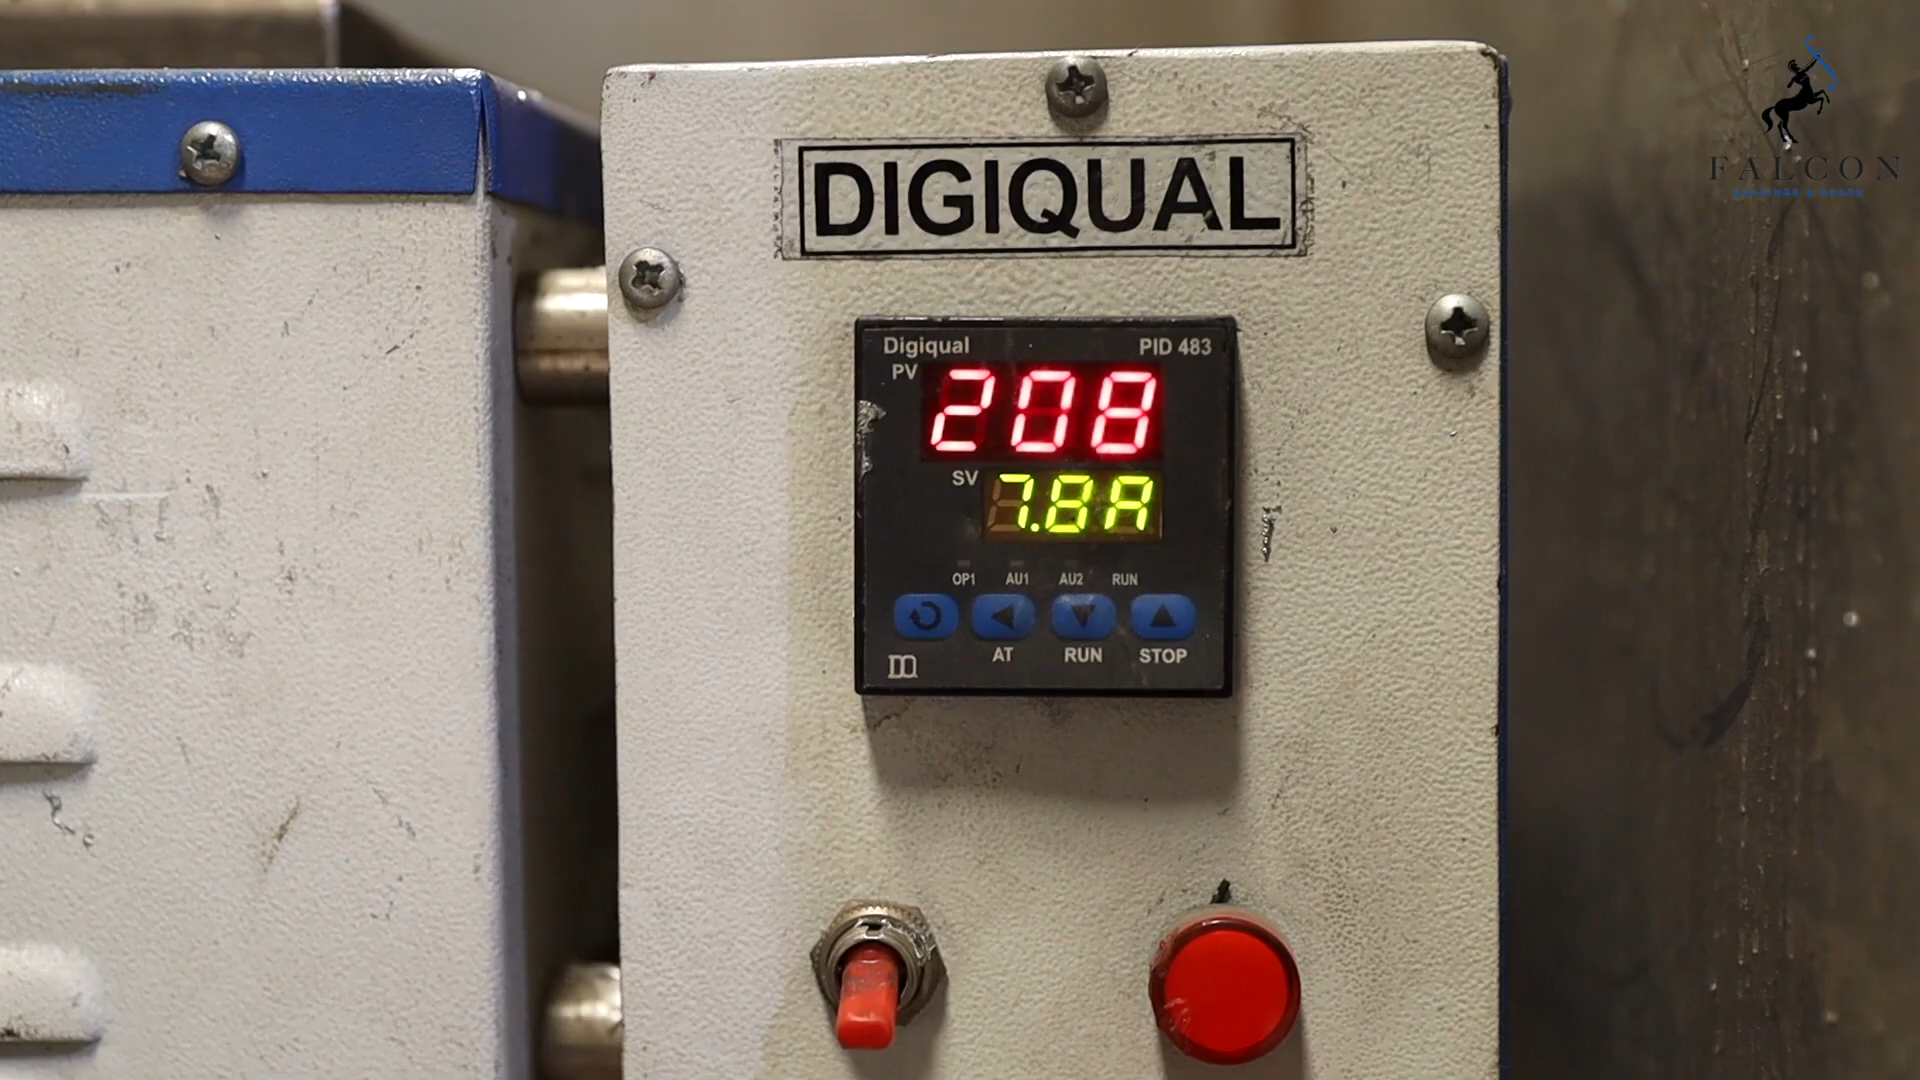 DIGIQUAL
FALCON
Digiqual PID 483
PV 208
SV 7.8A
OP1 AU1 AU2 RUN
AT RUN STOP